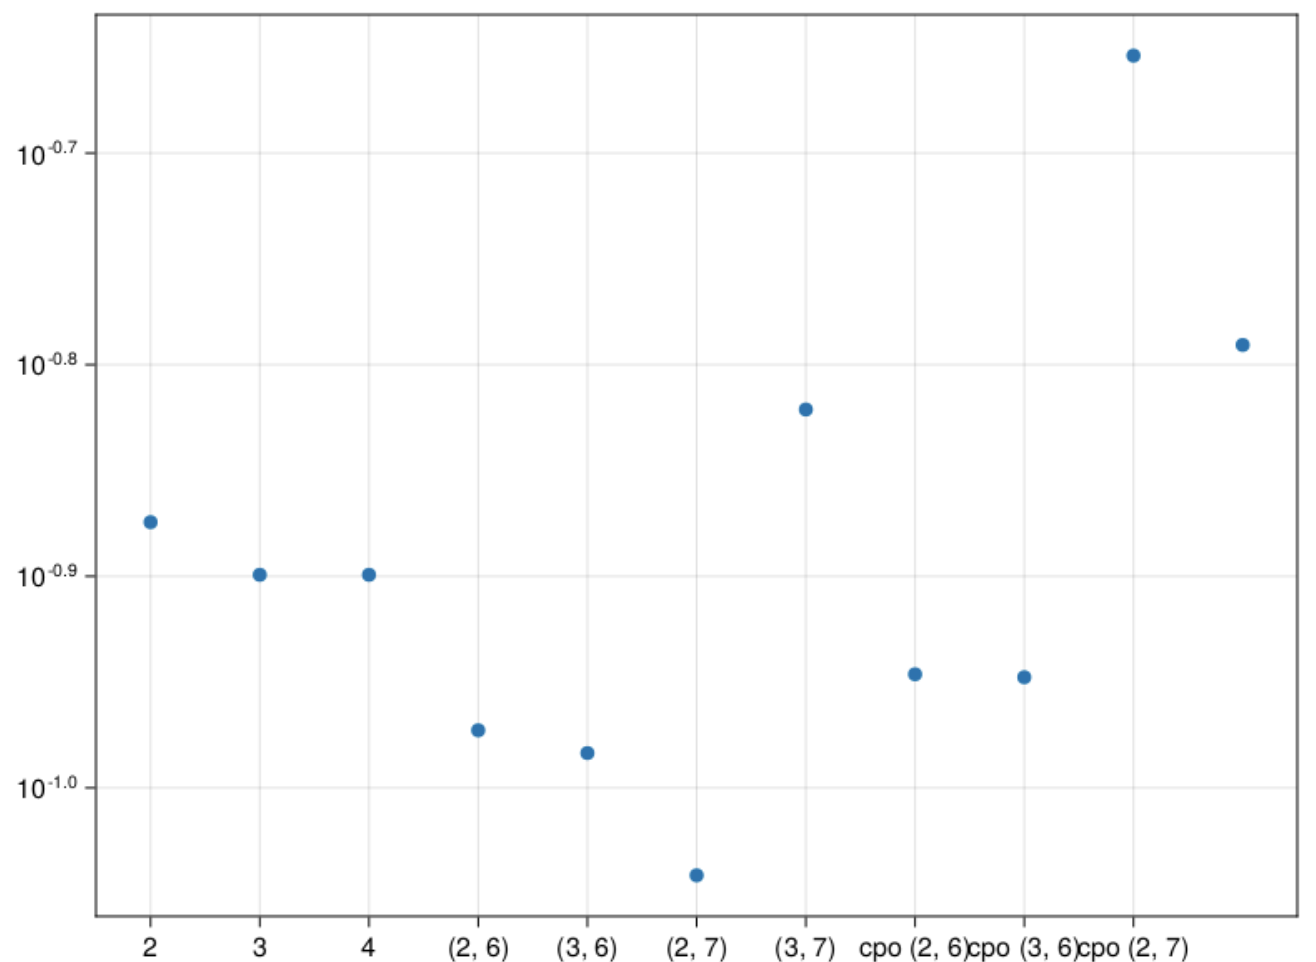 10^-0.7
10^-0.8
10^-0.9
10^-1.0
2 3 4 (2, 6) (3, 6) (2, 7) (3, 7) cpo (2, 6) cpo (3, 6) cpo (2, 7)